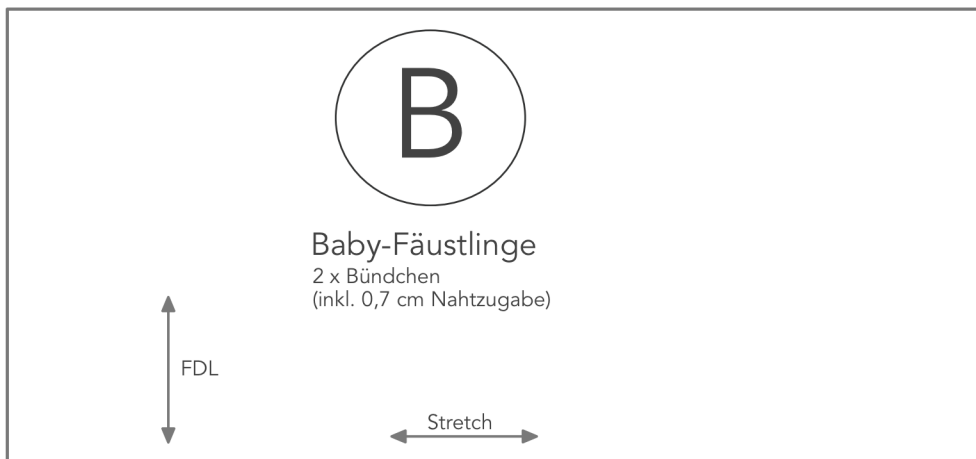 B
Baby-Fäustlinge
2 x Bündchen
(inkl. 0,7 cm Nahtzugabe)
FDL
Stretch